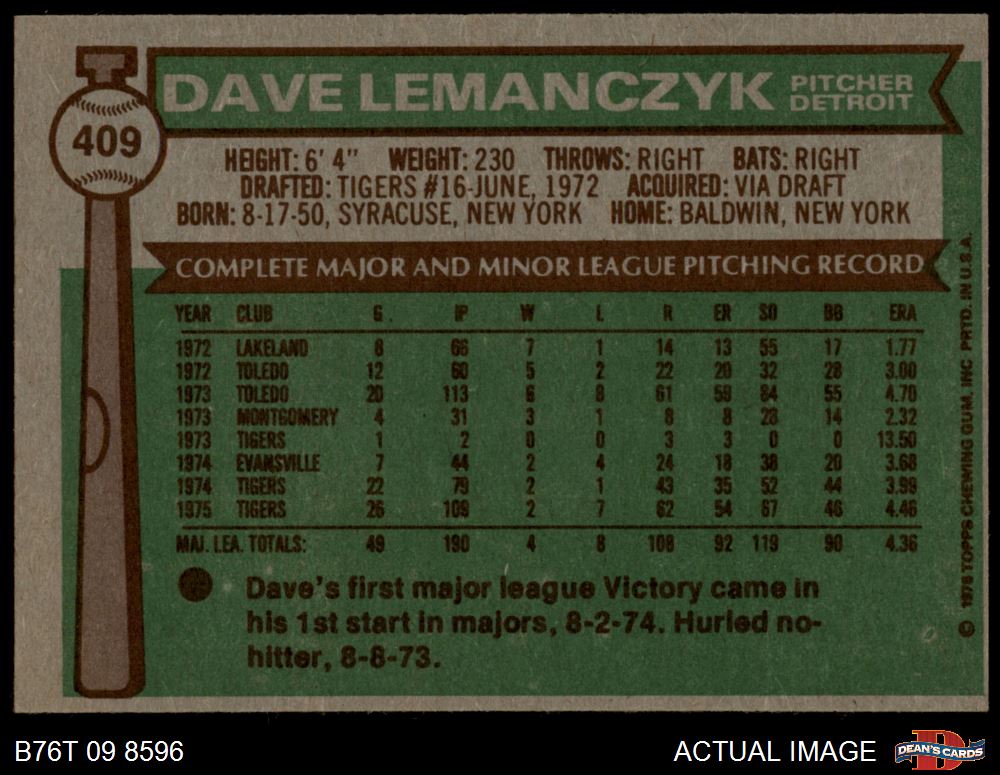 409
DAVE LEMANCZYK PITCHER DETROIT
HEIGHT: 6' 4" WEIGHT: 230 THROWS: RIGHT BATS: RIGHT
DRAFTED: TIGERS #16-JUNE, 1972 ACQUIRED: VIA DRAFT
BORN: 8-17-50, SYRACUSE, NEW YORK HOME: BALDWIN, NEW YORK
COMPLETE MAJOR AND MINOR LEAGUE PITCHING RECORD
YEAR CLUB G. IP W L R ER SO BB ERA
1972 LAKELAND 8 66 7 1 14 13 55 17 1.77
1972 TOLEDO 12 60 5 2 22 20 32 28 3.00
1973 TOLEDO 20 113 6 8 61 59 84 55 4.70
1973 MONTGOMERY 4 31 3 1 8 8 28 14 2.32
1973 TIGERS 1 2 0 0 3 3 0 0 13.50
1974 EVANSVILLE 7 44 2 4 24 18 38 20 3.68
1974 TIGERS 22 79 2 1 43 35 52 44 3.99
1975 TIGERS 26 109 2 7 62 54 67 46 4.46
MAJ. LEA. TOTALS: 49 190 4 8 108 92 119 90 4.36
Dave's first major league Victory came in
his 1st start in majors, 8-2-74. Hurled no-
hitter, 8-8-73.
© 1976 TOPPS CHEWING GUM, INC PRTD. IN U.S.A.
B76T 09 8596 ACTUAL IMAGE DEAN'S CARDS